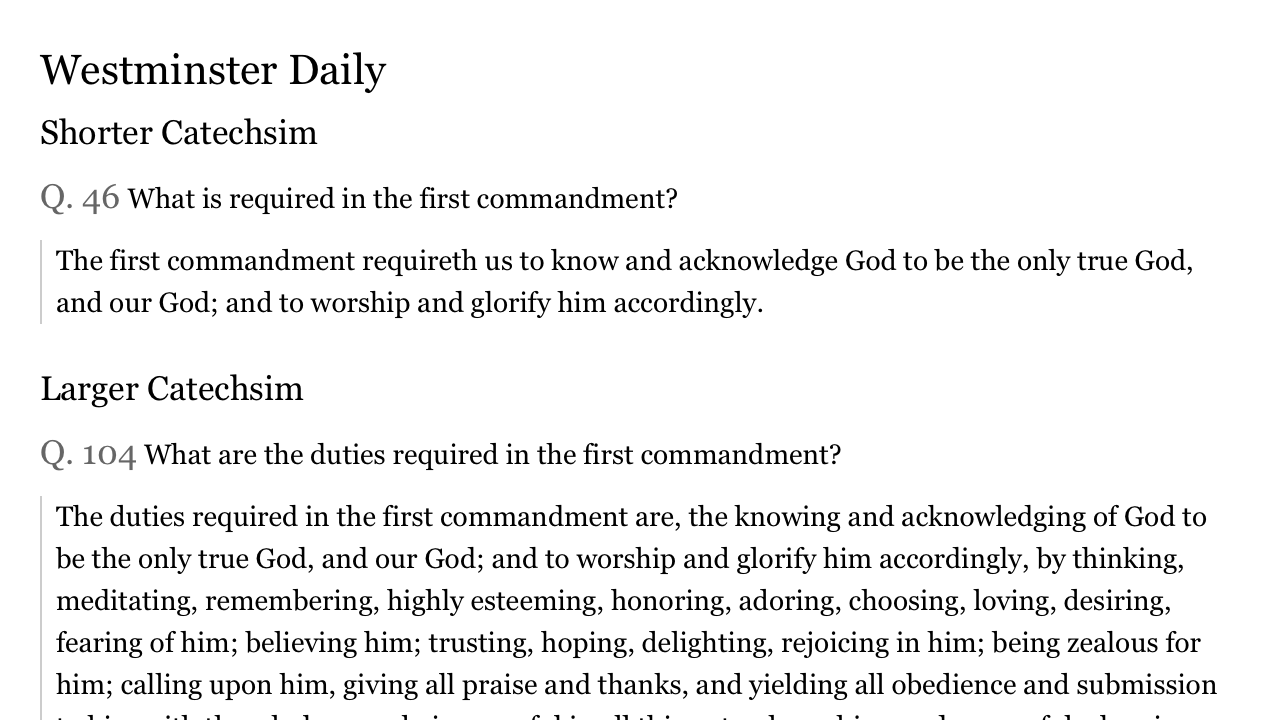 Westminster Daily
Shorter Catechsim
Q. 46 What is required in the first commandment?
The first commandment requireth us to know and acknowledge God to be the only true God,
and our God; and to worship and glorify him accordingly.
Larger Catechsim
Q. 104 What are the duties required in the first commandment?
The duties required in the first commandment are, the knowing and acknowledging of God to
be the only true God, and our God; and to worship and glorify him accordingly, by thinking,
meditating, remembering, highly esteeming, honoring, adoring, choosing, loving, desiring,
fearing of him; believing him; trusting, hoping, delighting, rejoicing in him; being zealous for
him; calling upon him, giving all praise and thanks, and yielding all obedience and submission